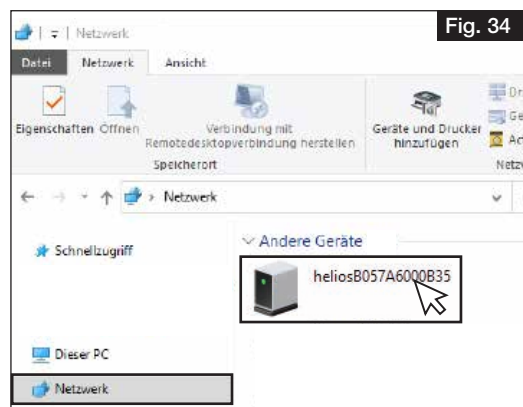 Fig. 34
Netzwerk
Datei Netzwerk Ansicht
Eigenschaften Öffnen Verbindung mit Remotedesktopverbindung herstellen Geräte und Drucker hinzufügen
Speicherort
Netzwerk
Schnellzugriff
Andere Geräte
heliosB057A6000B35
Dieser PC
Netzwerk